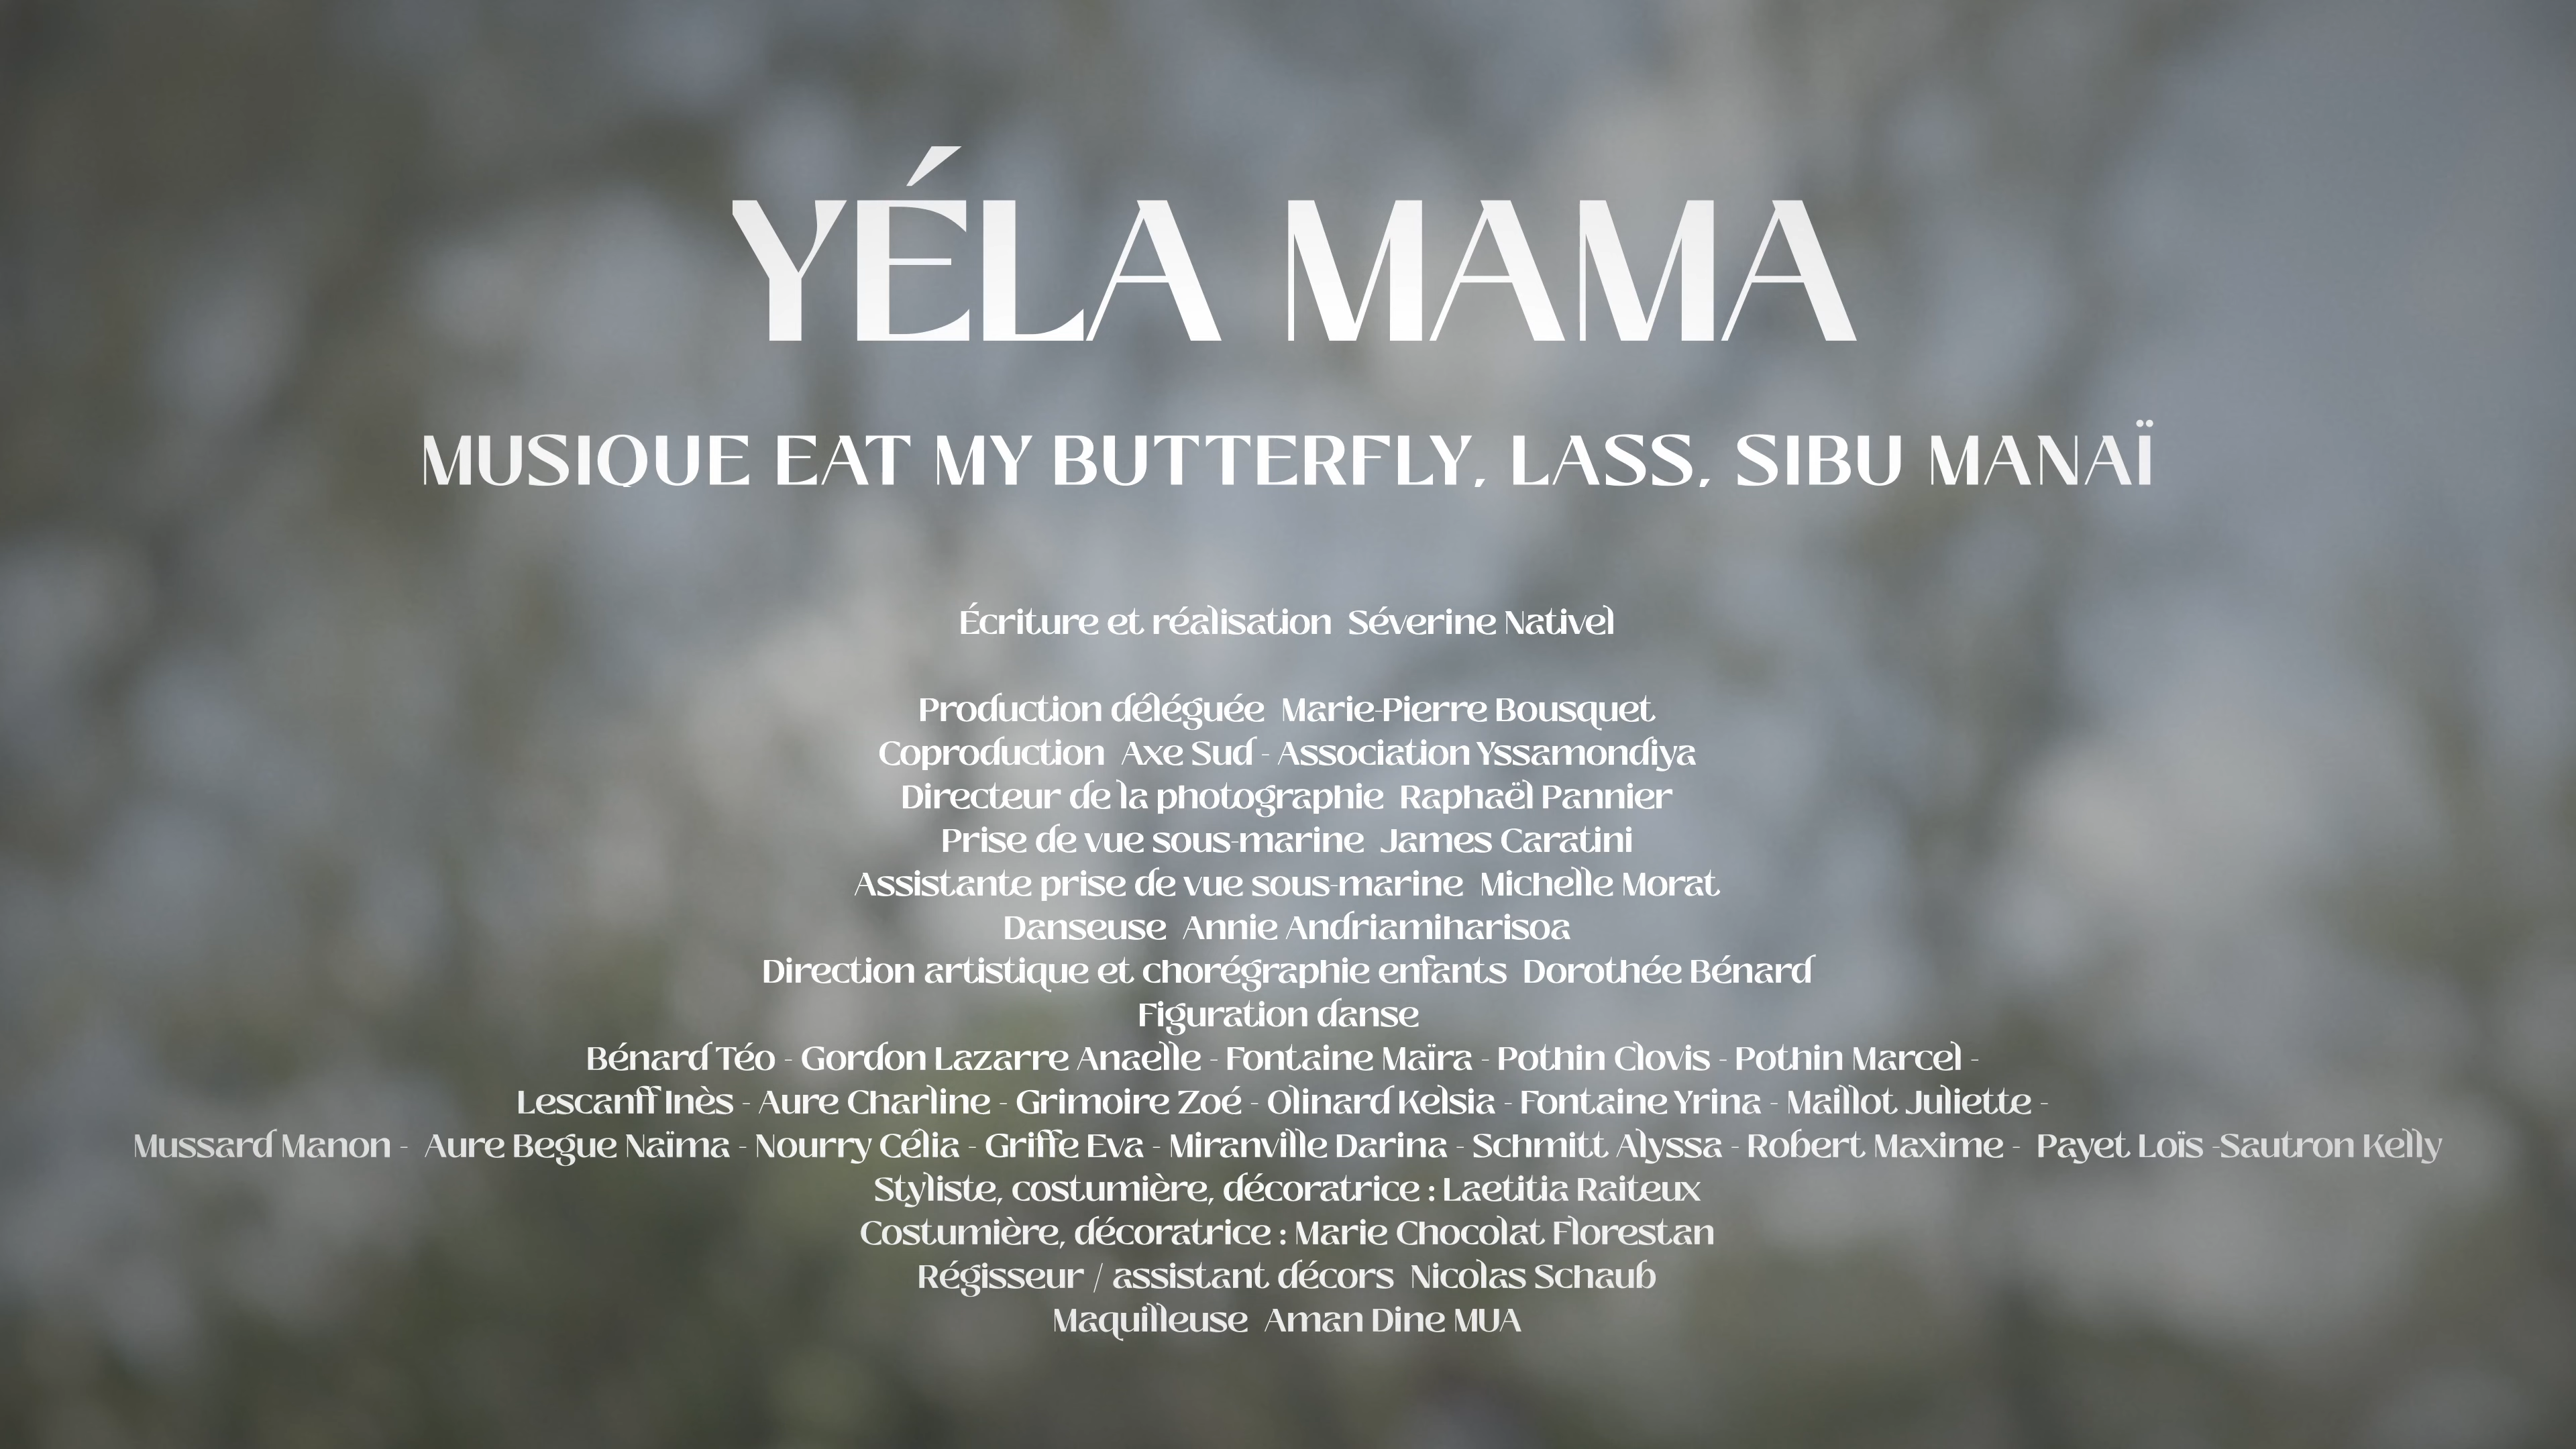 YÉLA MAMA
MUSIQUE EAT MY BUTTERFLY, LASS, SIBU MANAÏ
Écriture et réalisation Séverine Nativel
Production déléguée Marie-Pierre Bousquet
Coproduction Axe Sud - Association Yssamondiya
Directeur de la photographie Raphaël Pannier
Prise de vue sous-marine James Caratini
Assistante prise de vue sous-marine Michelle Morat
Danseuse Annie Andriamiharisoa
Direction artistique et chorégraphie enfants Dorothée Bénard
Figuration danse
Bénard Téo - Gordon Lazarre Anaelle - Fontaine Maïra - Pothin Clovis - Pothin Marcel -
Lescanff Inès - Aure Charline - Grimoire Zoé - Olinard Kelsia - Fontaine Yrina - Maillot Juliette -
Mussard Manon - Aure Begue Naïma - Nourry Célia - Griffe Eva - Miranville Darina - Schmitt Alyssa - Robert Maxime - Payet Loïs -Sautron Kelly
Styliste, costumière, décoratrice : Laetitia Raiteux
Costumière, décoratrice : Marie Chocolat Florestan
Régisseur / assistant décors Nicolas Schaub
Maquilleuse Aman Dine MUA